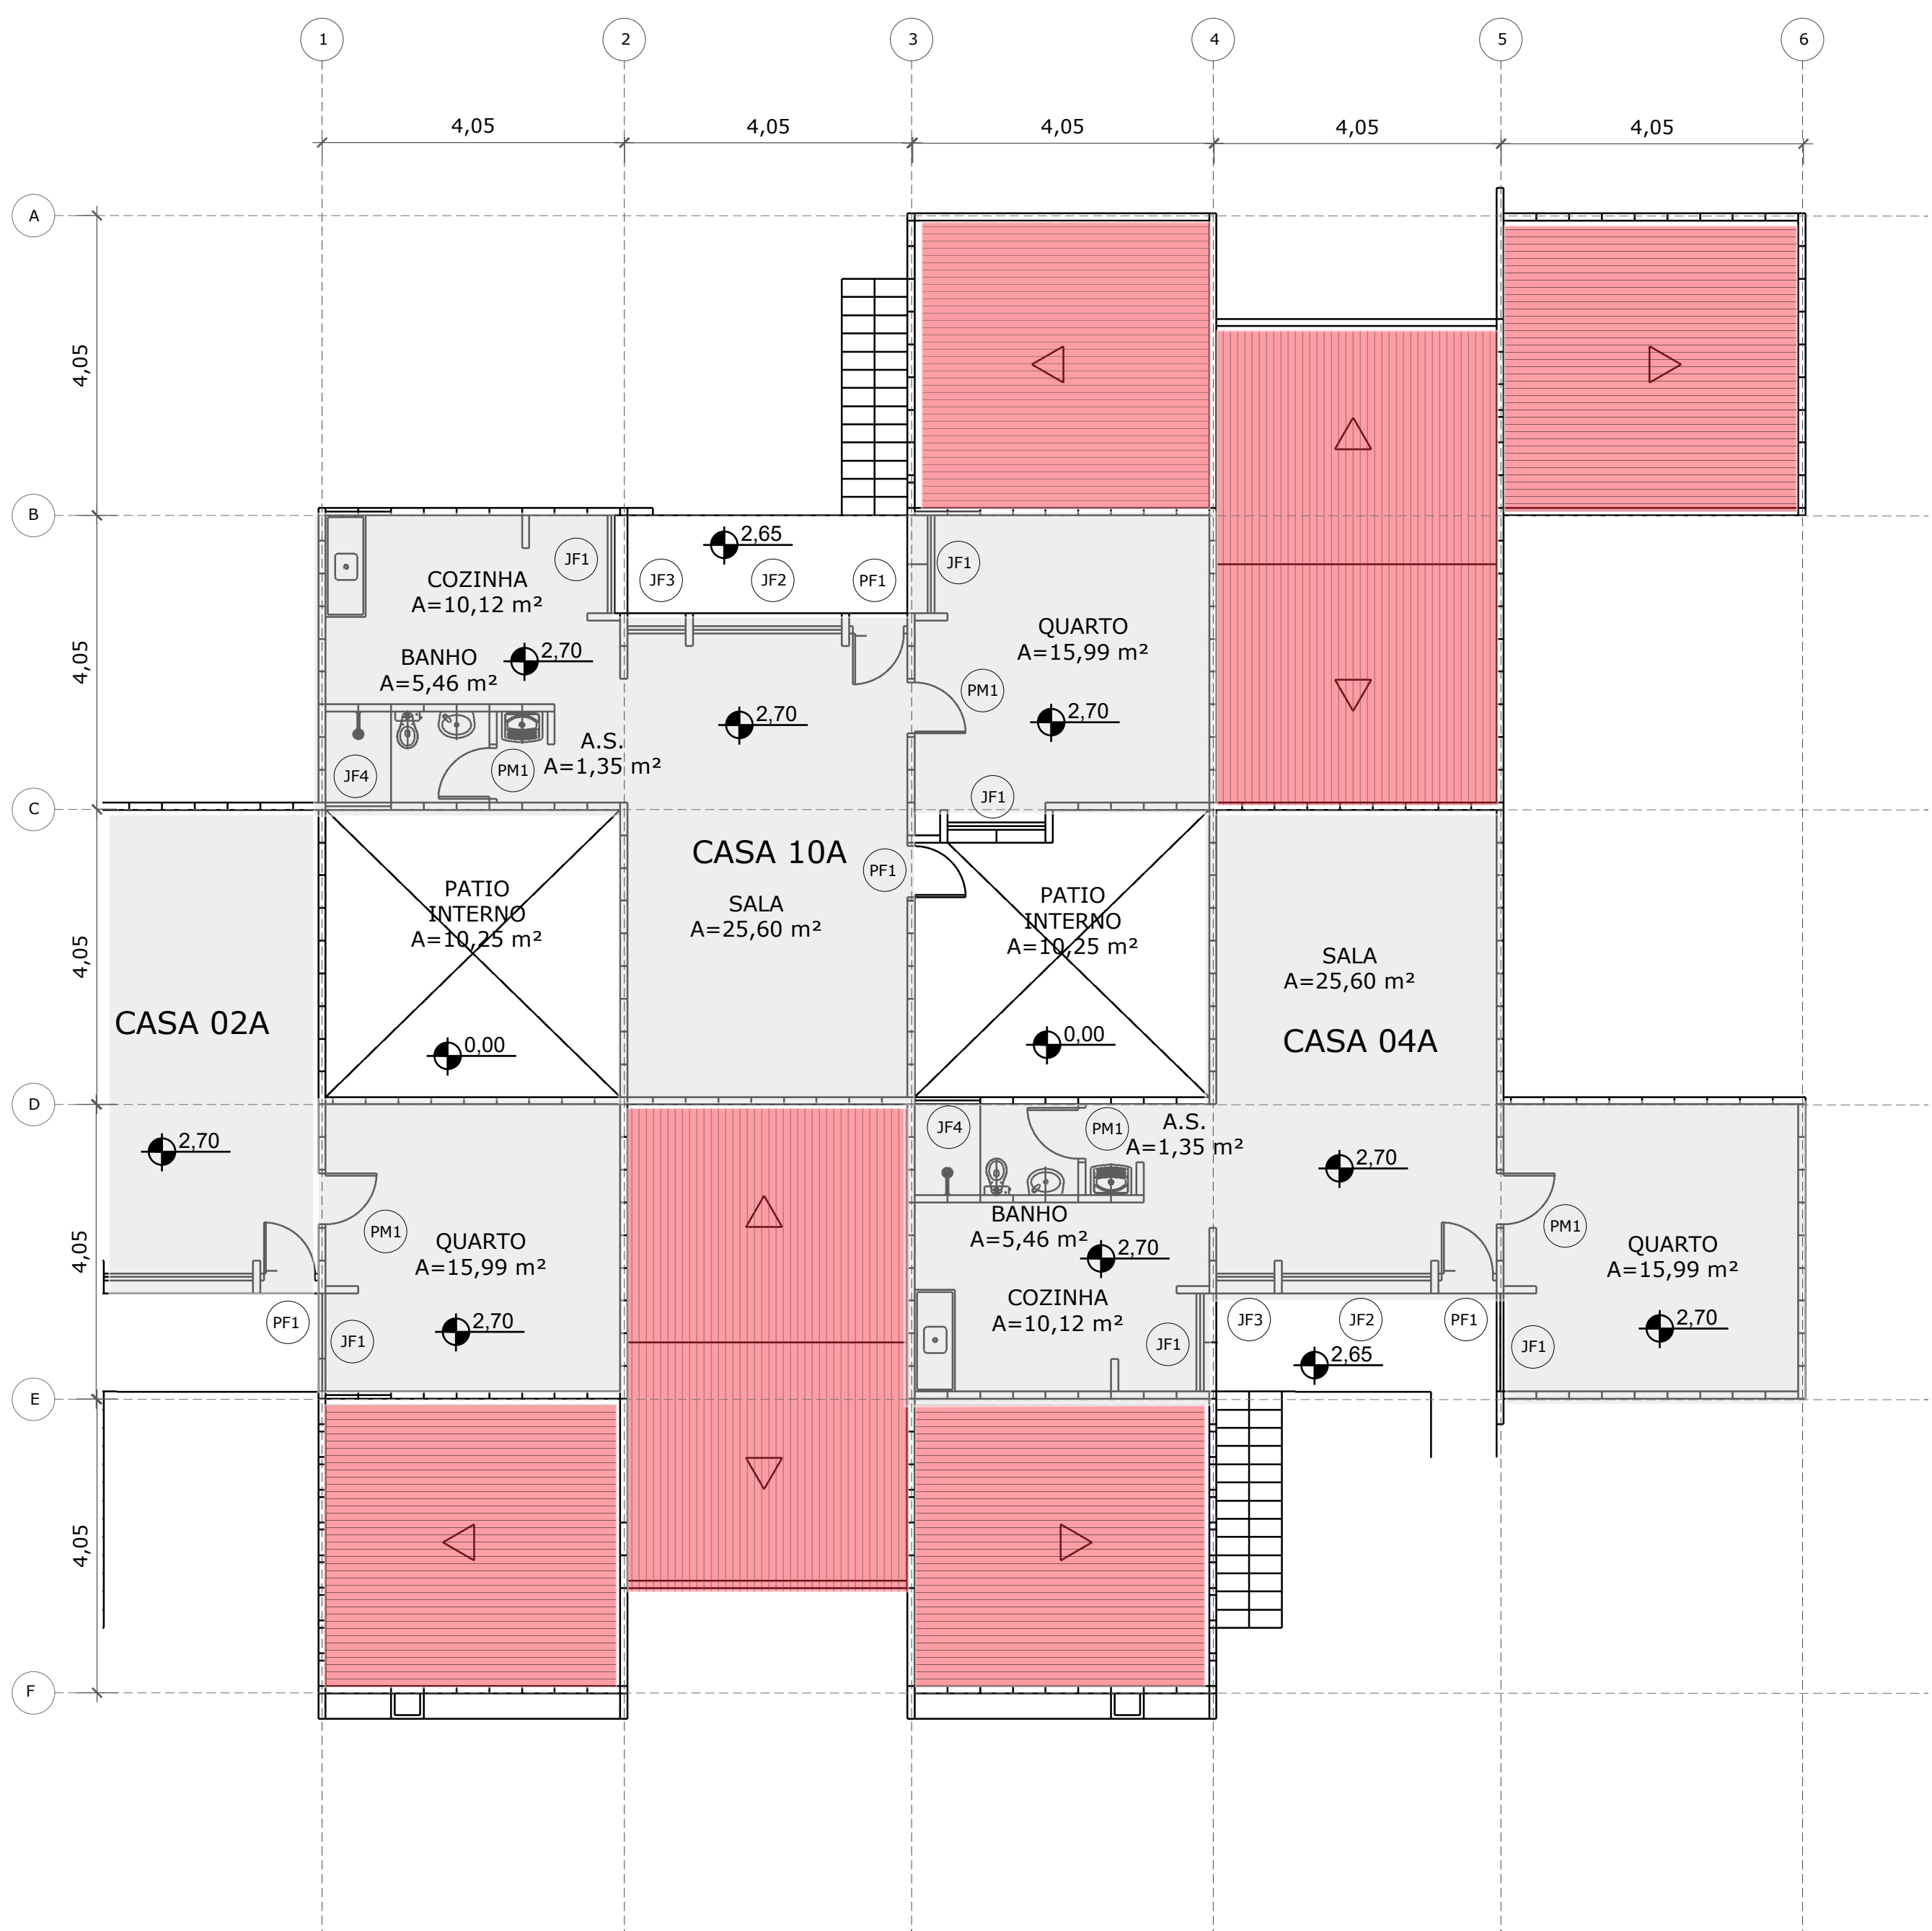 1
2
3
4
5
6
4,05
4,05
4,05
4,05
4,05
A
4,05
B
2,65
JF1
JF3
JF2
PF1
JF1
COZINHA
A=10,12 m²
QUARTO
A=15,99 m²
4,05
BANHO
A=5,46 m²
2,70
PM1
2,70
2,70
A.S.
A=1,35 m²
JF4
PM1
JF1
C
CASA 10A
PF1
PATIO
INTERNO
A=10,25 m²
SALA
A=25,60 m²
PATIO
INTERNO
A=10,25 m²
4,05
SALA
A=25,60 m²
CASA 02A
CASA 04A
0,00
0,00
D
JF4
PM1
A.S.
A=1,35 m²
2,70
2,70
PM1
BANHO
A=5,46 m²
2,70
PM1
4,05
QUARTO
A=15,99 m²
QUARTO
A=15,99 m²
COZINHA
A=10,12 m²
PF1
JF1
2,70
JF1
JF3
JF2
PF1
JF1
2,70
2,65
E
4,05
F